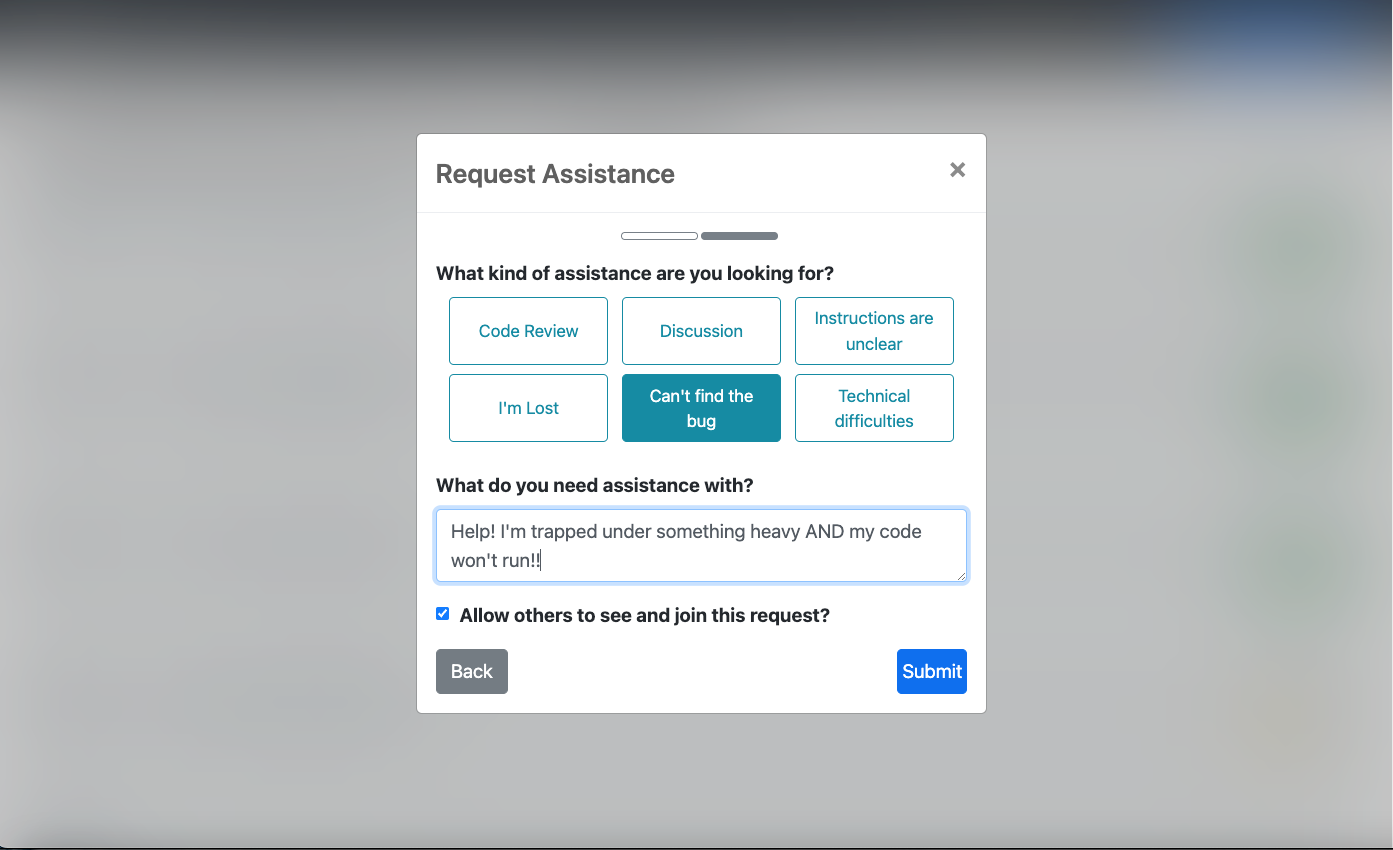 Request Assistance ×
What kind of assistance are you looking for?
Code Review
Discussion
Instructions are
unclear
I'm Lost
Can't find the
bug
Technical
difficulties
What do you need assistance with?
Help! I'm trapped under something heavy AND my code
won't run!!
Allow others to see and join this request?
Back
Submit